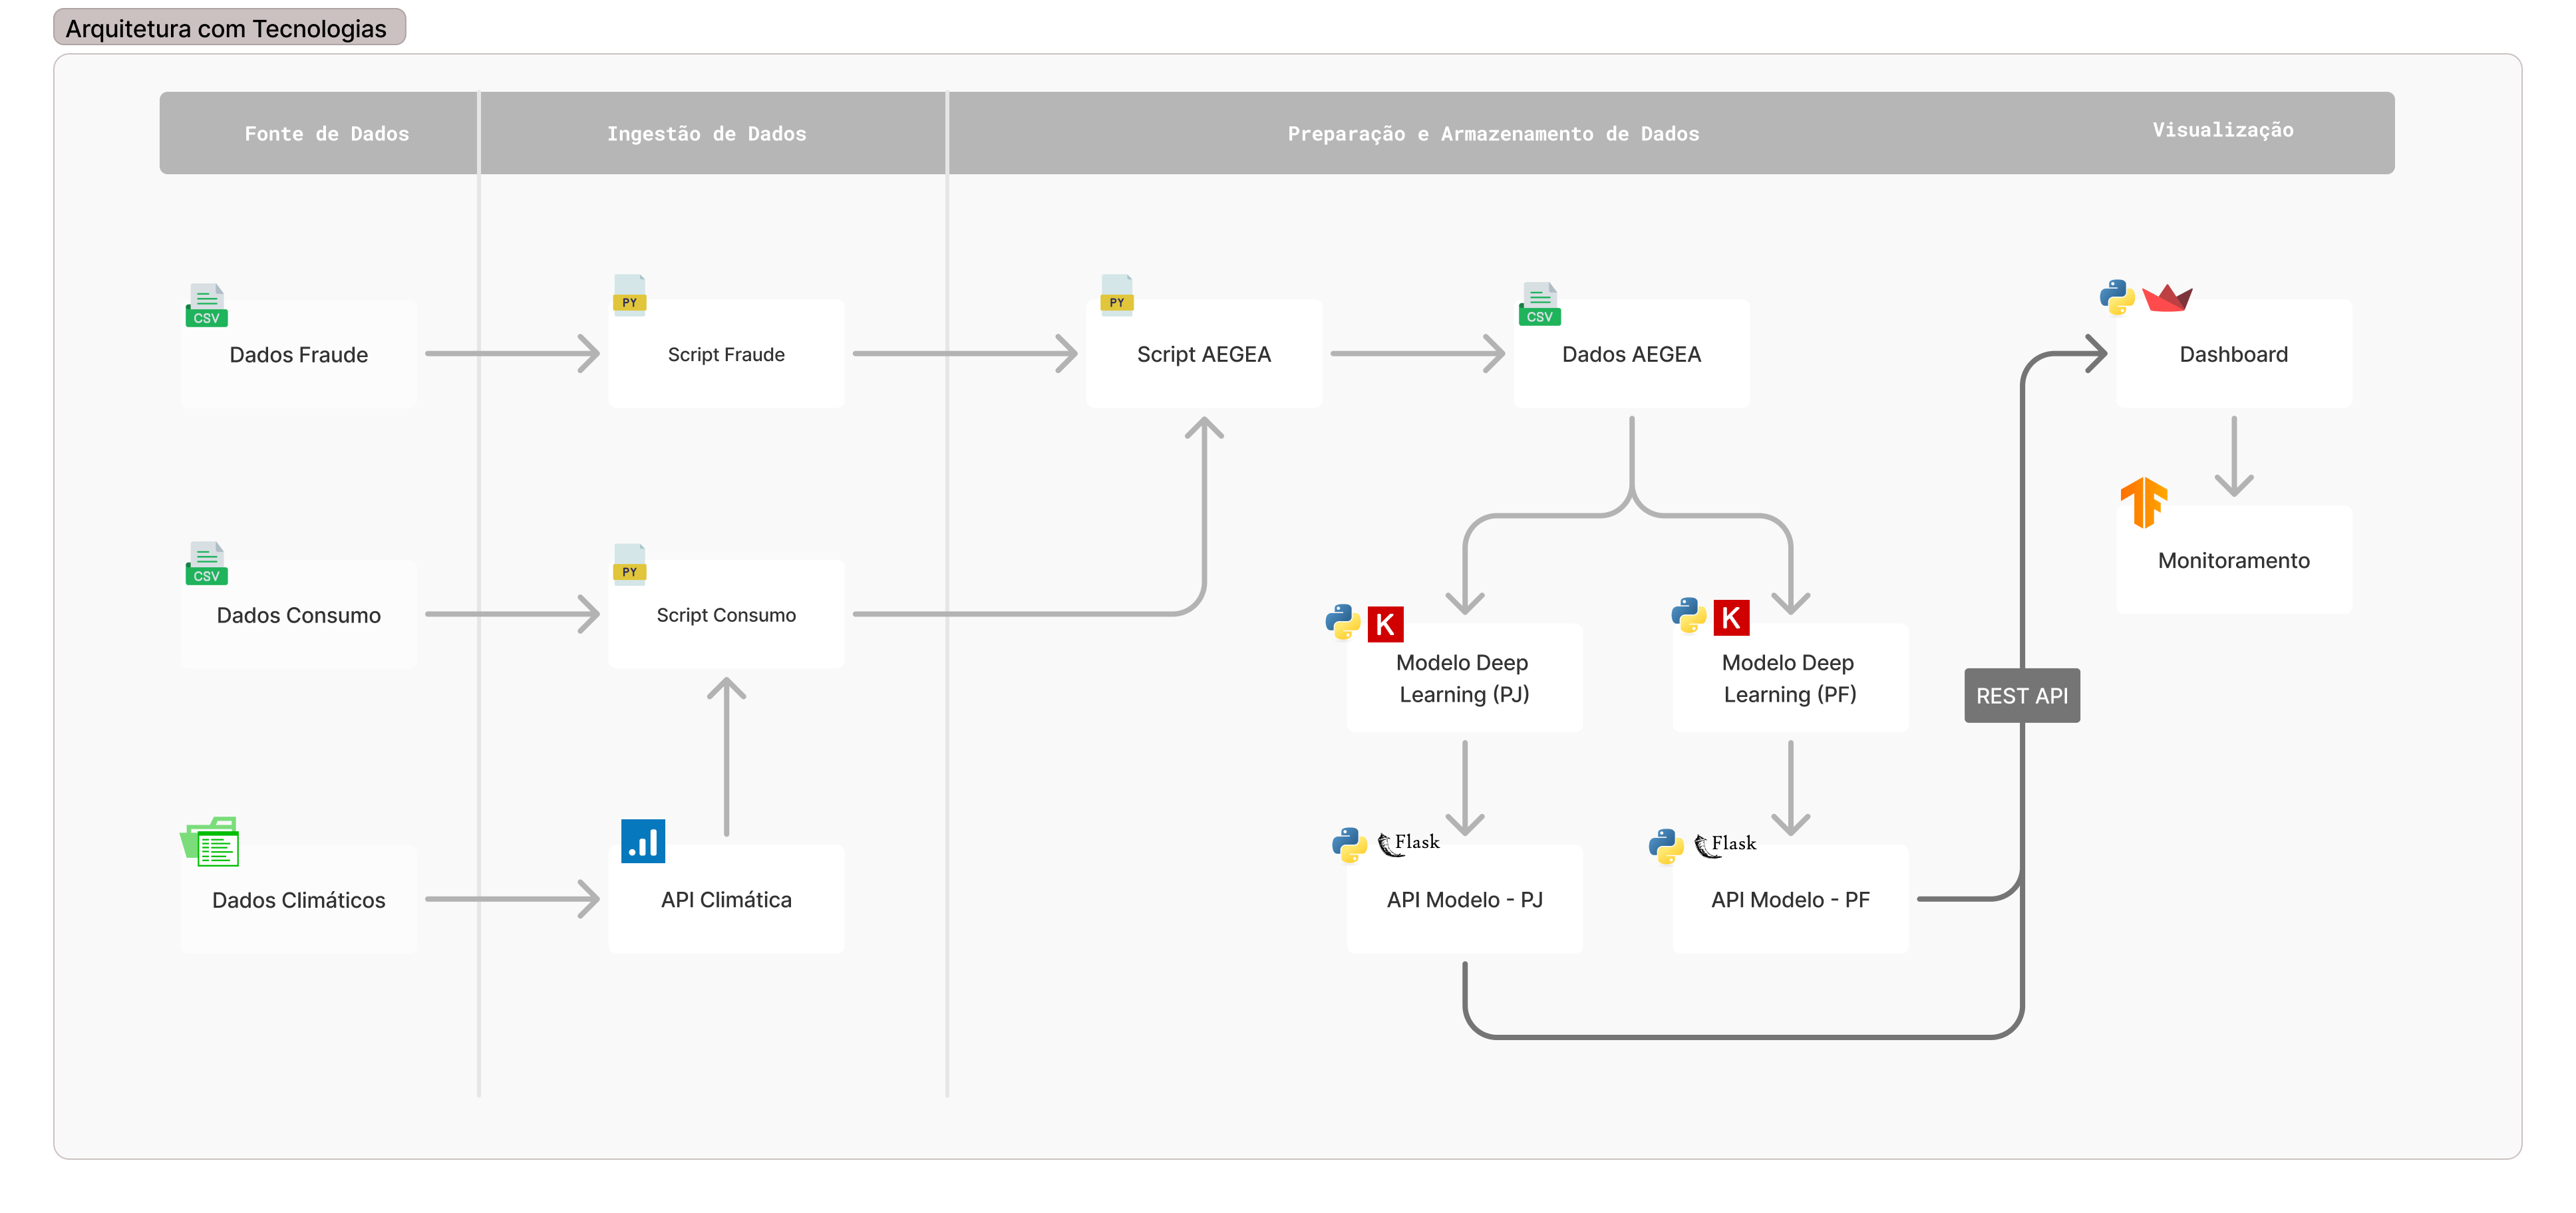 Arquitetura com Tecnologias
Fonte de Dados
Ingestão de Dados
Preparação e Armazenamento de Dados
Visualização
CSV
Dados Fraude
PY
Script Fraude
PY
Script AEGEA
CSV
Dados AEGEA
Dashboard
Monitoramento
CSV
Dados Consumo
PY
Script Consumo
K
Modelo Deep
Learning (PJ)
K
Modelo Deep
Learning (PF)
REST API
Dados Climáticos
API Climática
Flask
API Modelo - PJ
Flask
API Modelo - PF